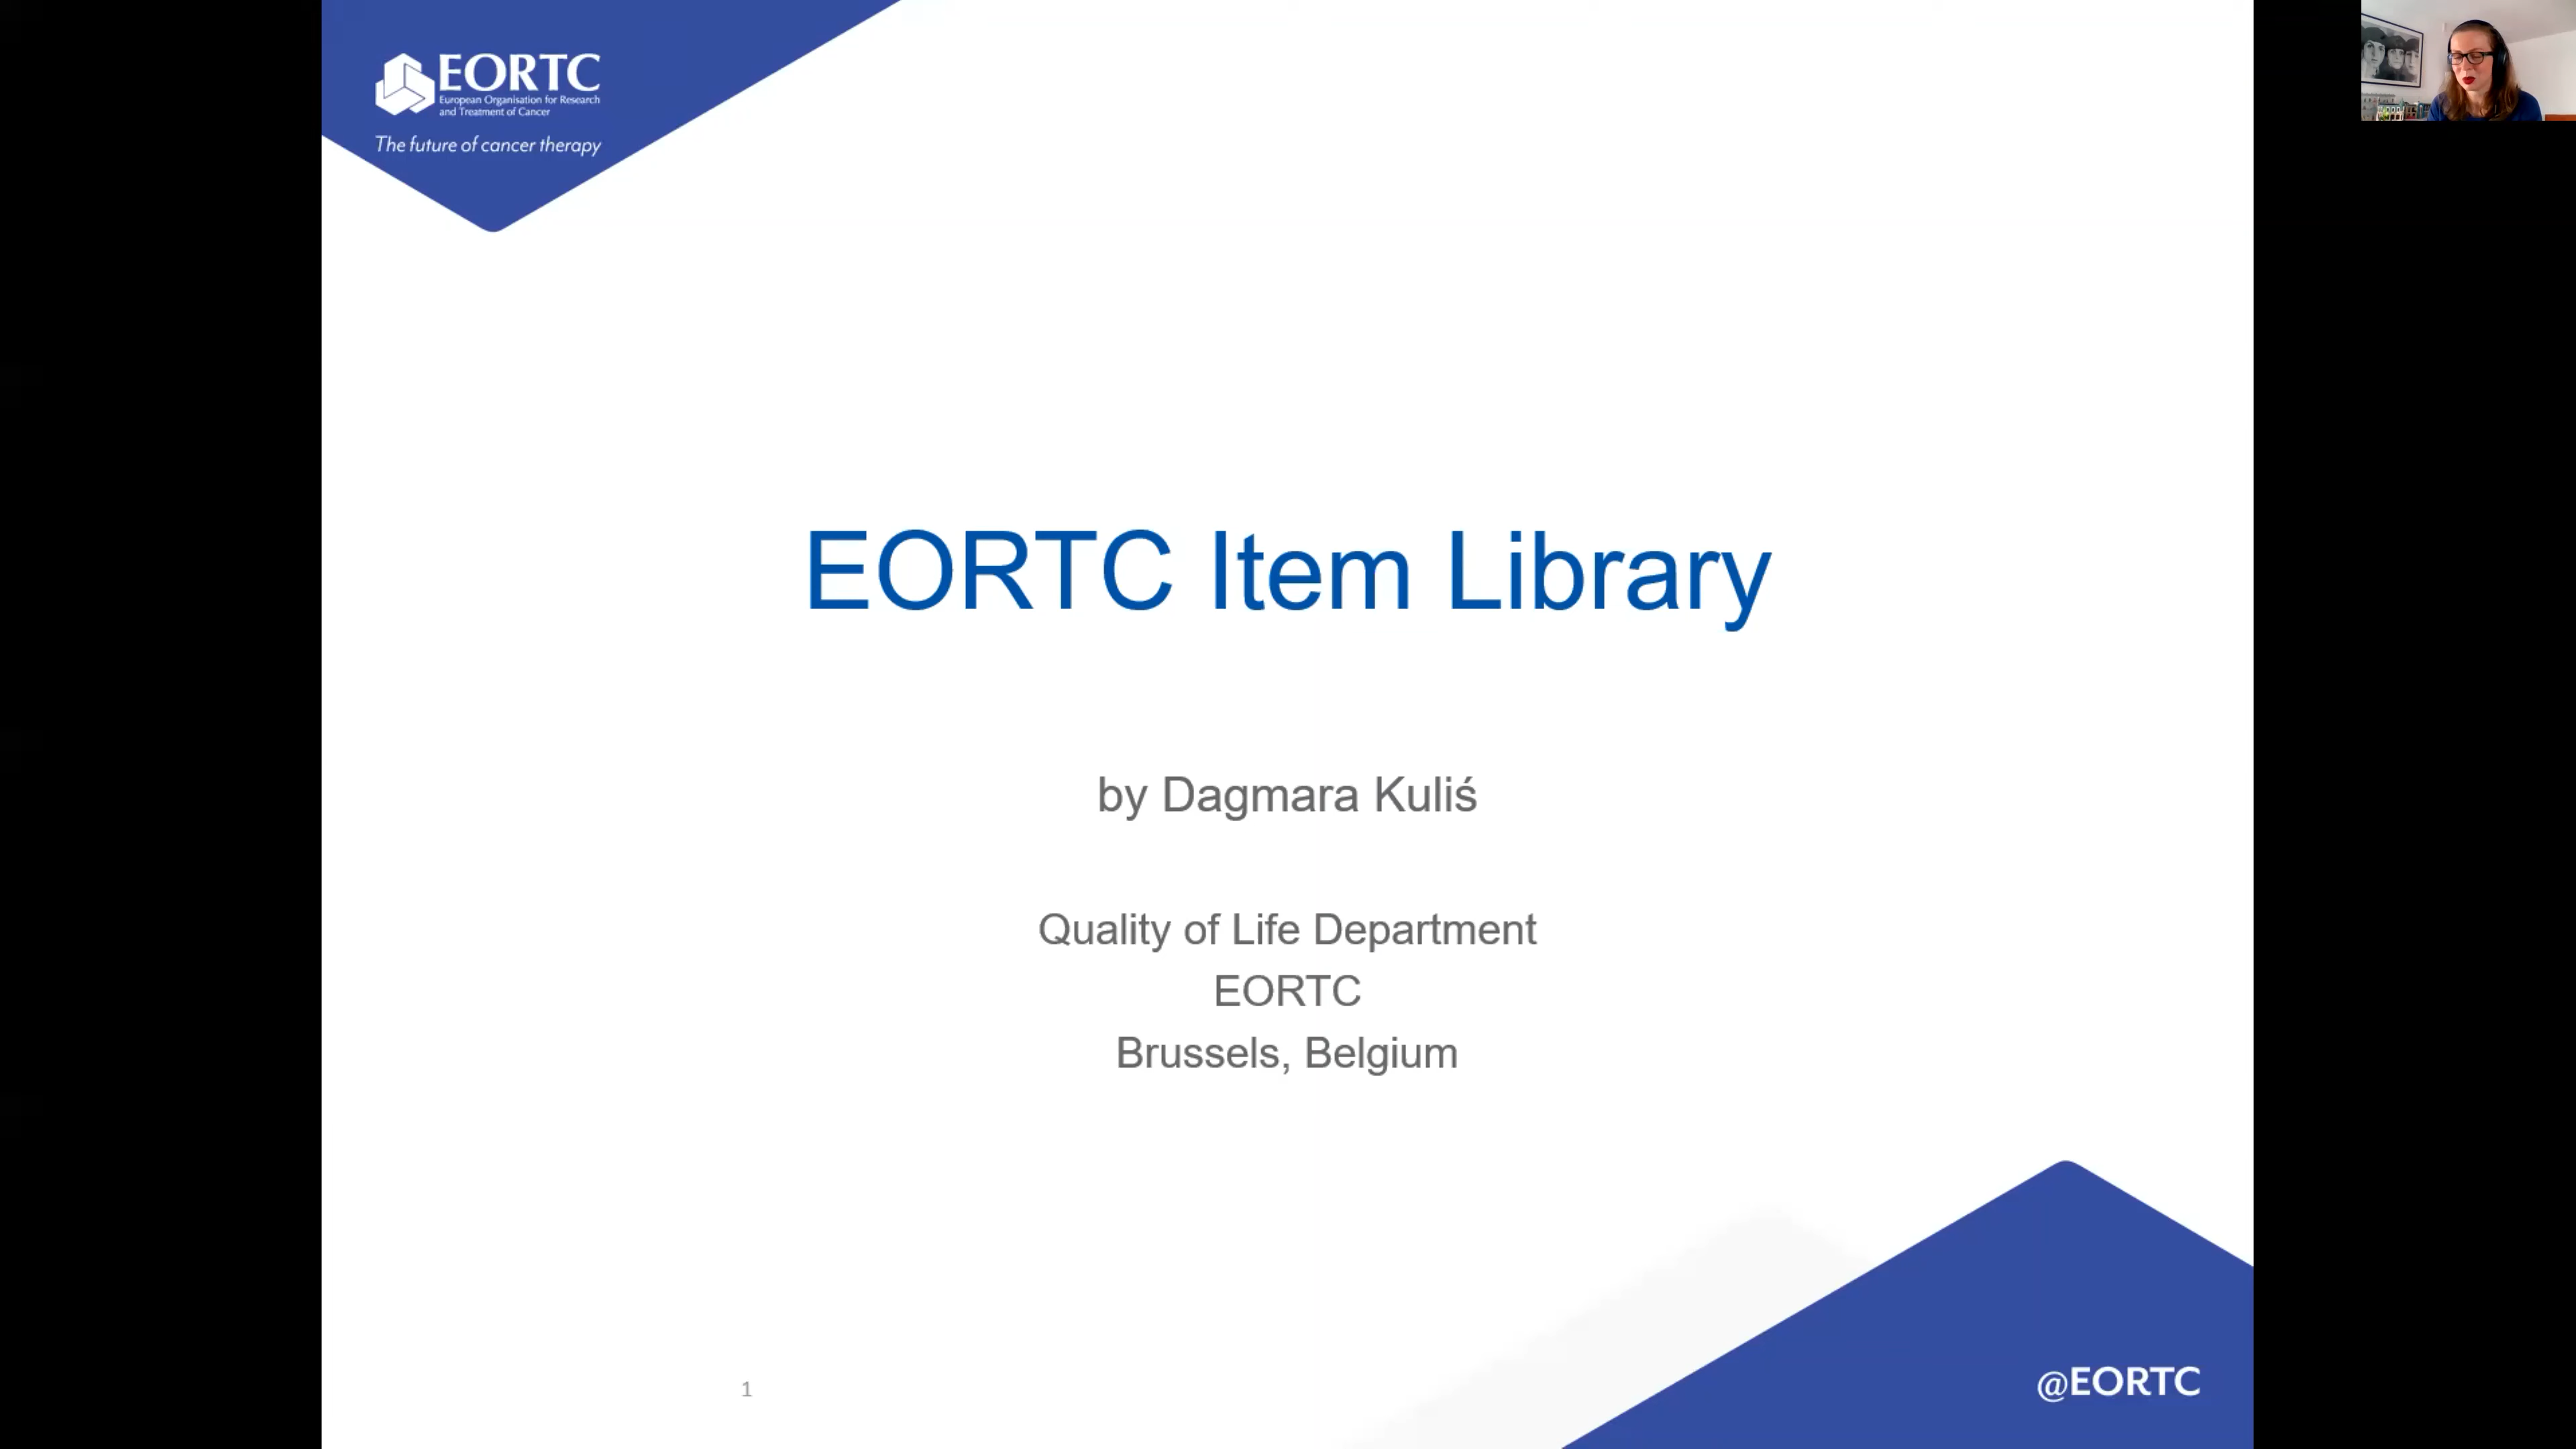 EORTC
European Organisation for Research
and Treatment of Cancer
The future of cancer therapy
EORTC Item Library
by Dagmara Kuliś
Quality of Life Department
EORTC
Brussels, Belgium
1
@EORTC